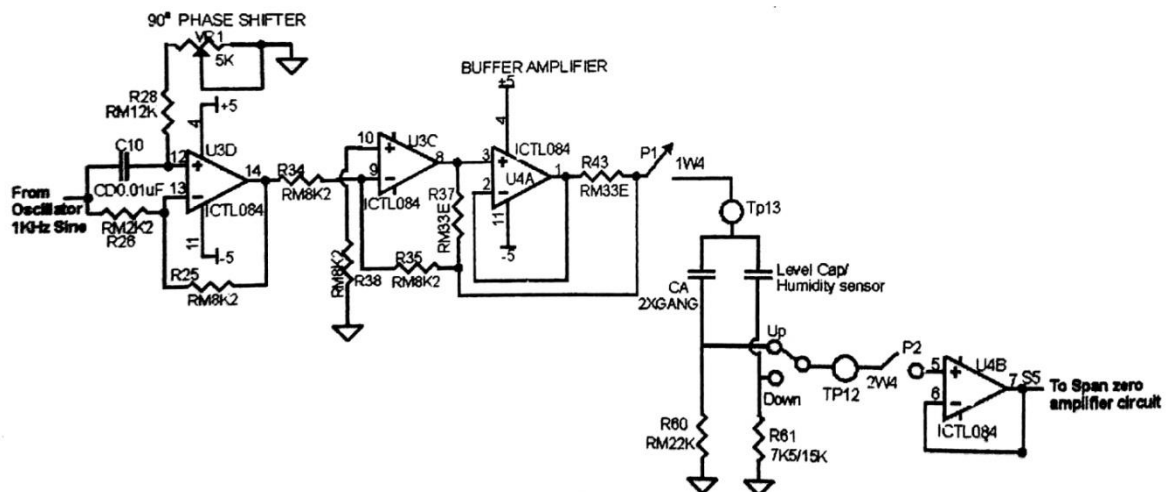 90° PHASE SHIFTER
VR1
5K
BUFFER AMPLIFIER
+5
R28
RM12K
+5
4
4
C10
U3D
10
U3C
ICTL084
P1
12
14
R34
8
3
1
R43
1W4
+
+
+
13
9
2
U4A
From
Oscillator
1KHz Sine
CD0.01uF
ICTL084
RM8K2
ICTL084
R37
RM33E
RM33E
Tp13
RM2K2
R26
11
-5
11
-5
R25
RM8K2
RM8K2
R38
R35
RM8K2
CA
2XGANG
Level Cap/
Humidity sensor
Up
P2
5
U4B
+
7
S5
To Span zero
amplifier circuit
TP12
2W4
6
Down
ICTL084
R60
RM22K
R61
7K5/15K